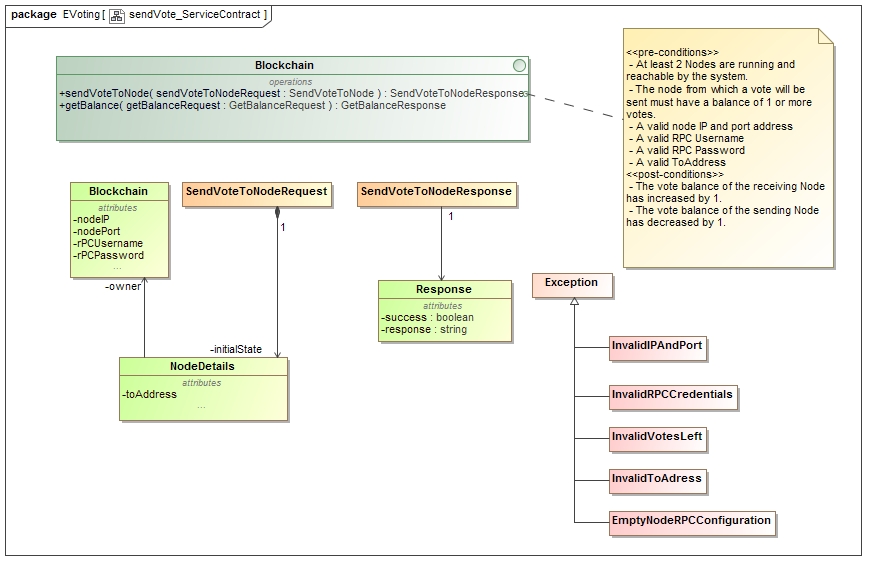 package EVoting [ sendVote_ServiceContract ]
Blockchain
operations
+sendVoteToNode( sendVoteToNodeRequest : SendVoteToNode ) : SendVoteToNodeResponse
+getBalance( getBalanceRequest : GetBalanceRequest ) : GetBalanceResponse
<<pre-conditions>>
- At least 2 Nodes are running and
reachable by the system.
- The node from which a vote will be
sent must have a balance of 1 or more
votes.
- A valid node IP and port address
- A valid RPC Username
- A valid RPC Password
- A valid ToAddress
<<post-conditions>>
- The vote balance of the receiving Node
has increased by 1.
- The vote balance of the sending Node
has decreased by 1.
Blockchain
attributes
-nodeIP
-nodePort
-rPCUsername
-rPCPassword
...
SendVoteToNodeRequest
1
SendVoteToNodeResponse
1
-owner
-initialState
NodeDetails
attributes
-toAddress
...
Response
attributes
-success : boolean
-response : string
Exception
InvalidIPAndPort
InvalidRPCCredentials
InvalidVotesLeft
InvalidToAdress
EmptyNodeRPCConfiguration